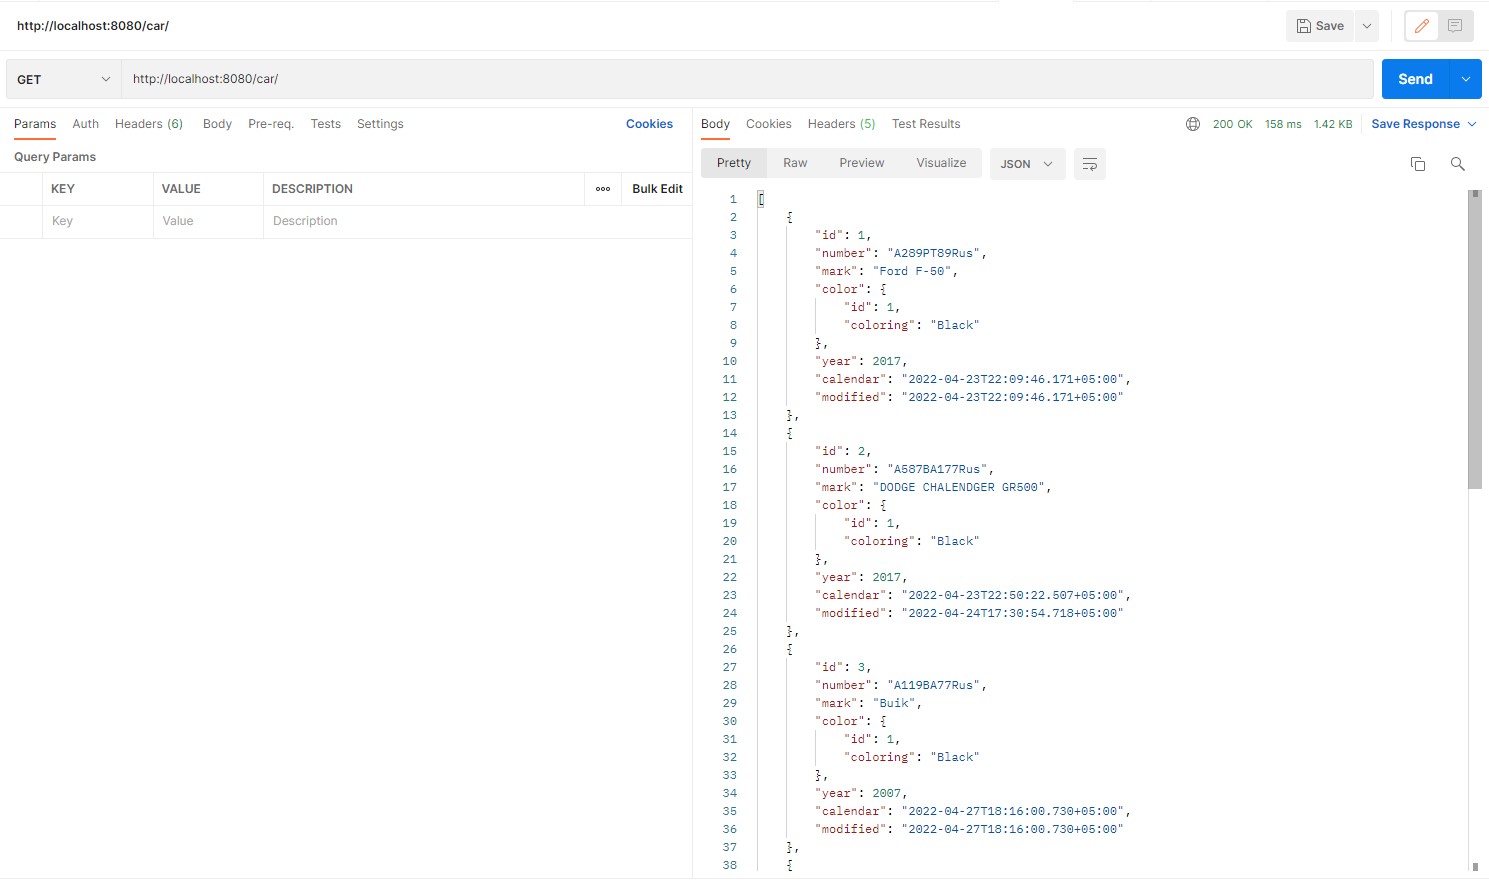 http://localhost:8080/car/
Save
GET
http://localhost:8080/car/
Send
Params Auth Headers (6) Body Pre-req. Tests Settings Cookies
Query Params
KEY VALUE DESCRIPTION ooo Bulk Edit
Key Value Description
Body Cookies Headers (5) Test Results 200 OK 158 ms 1.42 KB Save Response
Pretty Raw Preview Visualize JSON
1 [
2 {
3 "id": 1,
4 "number": "A289PT89Rus",
5 "mark": "Ford F-50",
6 "color": {
7 "id": 1,
8 "coloring": "Black"
9 },
10 "year": 2017,
11 "calendar": "2022-04-23T22:09:46.171+05:00",
12 "modified": "2022-04-23T22:09:46.171+05:00"
13 },
14 {
15 "id": 2,
16 "number": "A587BA177Rus",
17 "mark": "DODGE CHALENDGER GR500",
18 "color": {
19 "id": 1,
20 "coloring": "Black"
21 },
22 "year": 2017,
23 "calendar": "2022-04-23T22:50:22.507+05:00",
24 "modified": "2022-04-24T17:30:54.718+05:00"
25 },
26 {
27 "id": 3,
28 "number": "A119BA77Rus",
29 "mark": "Buik",
30 "color": {
31 "id": 1,
32 "coloring": "Black"
33 },
34 "year": 2007,
35 "calendar": "2022-04-27T18:16:00.730+05:00",
36 "modified": "2022-04-27T18:16:00.730+05:00"
37 },
38 {